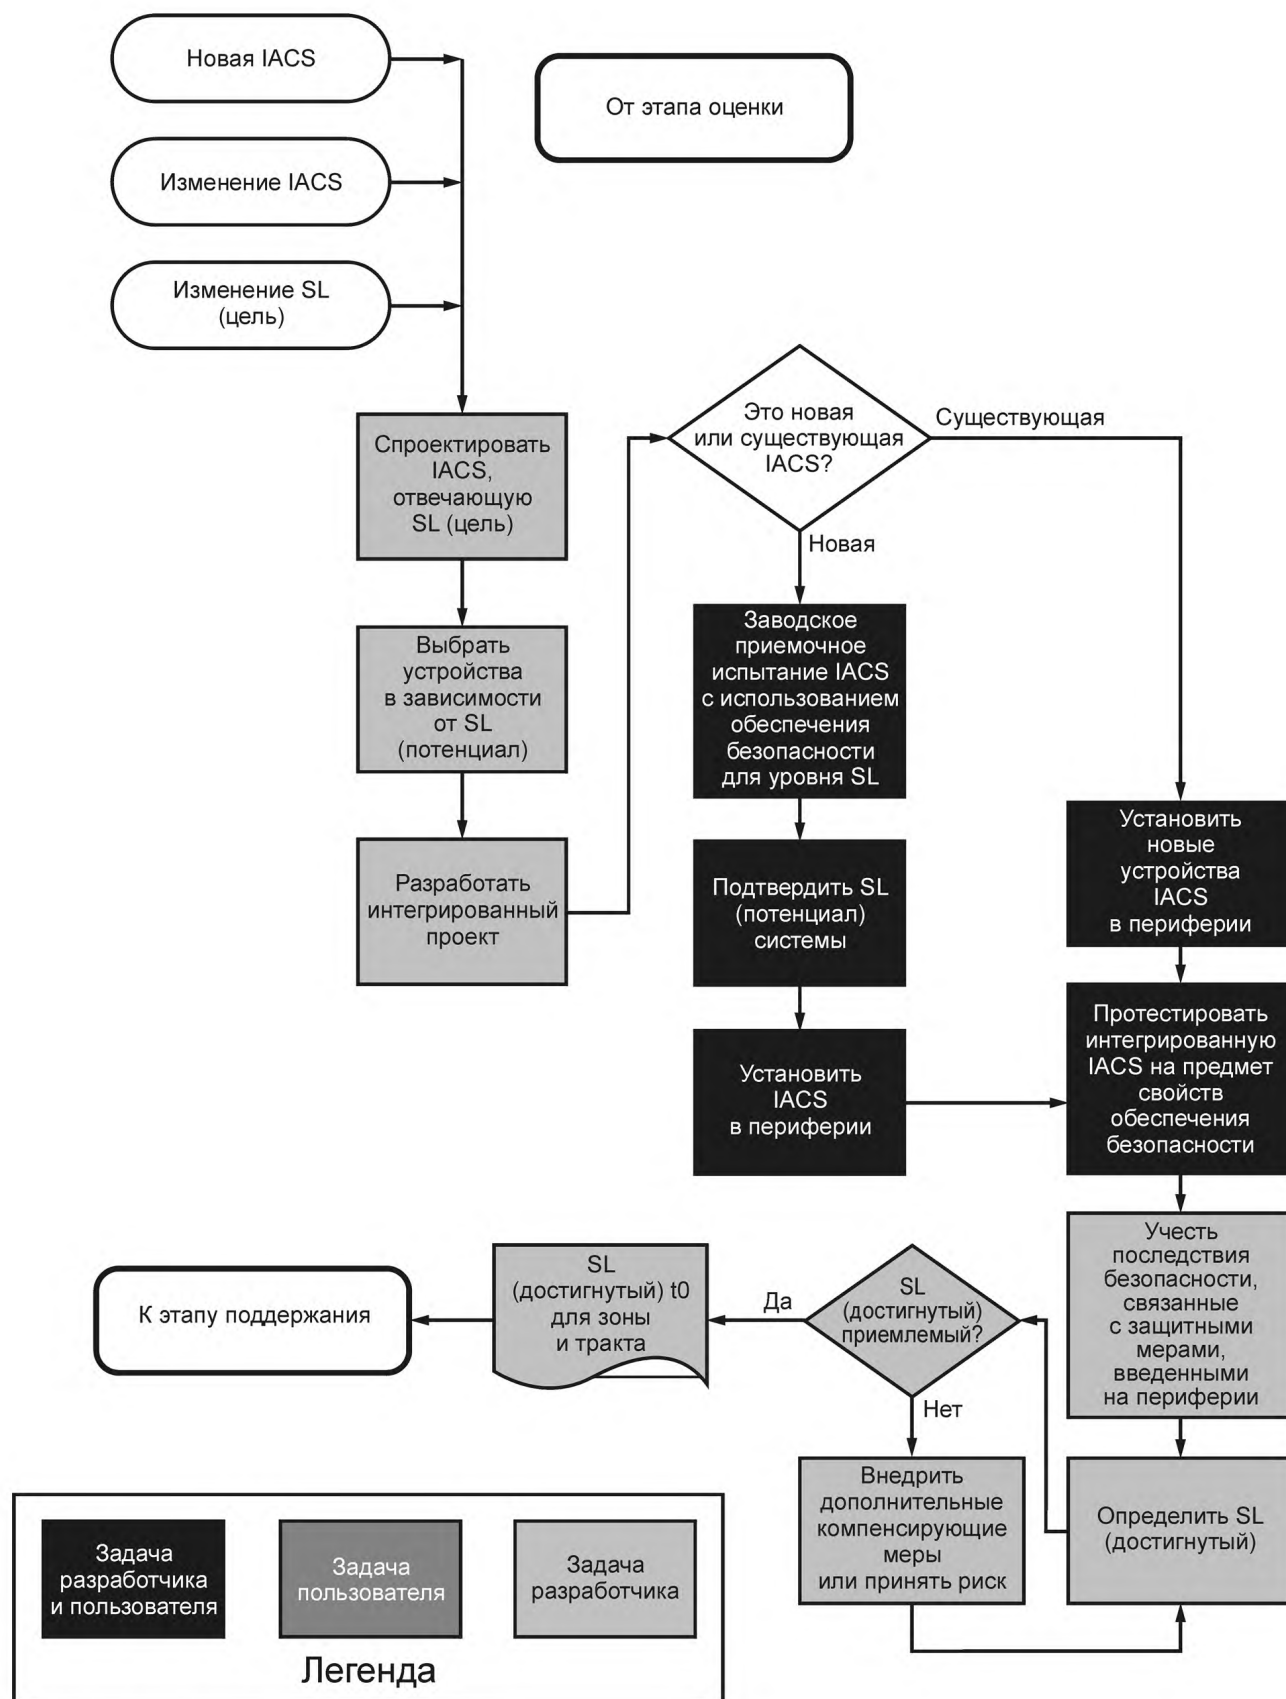 Новая IACS
От этапа оценки
Изменение IACS
Изменение SL
(цель)
Спроектировать
IACS,
отвечающую
SL (цель)
Выбрать
устройства
в зависимости
от SL
(потенциал)
Разработать
интегрированный
проект
Это новая
или существующая
IACS?
Существующая
Новая
Заводское
приемочное
испытание IACS
с использованием
обеспечения
безопасности
для уровня SL
Подтвердить SL
(потенциал)
системы
Установить
IACS
в периферии
Установить
новые
устройства
IACS
в периферии
Протестировать
интегрированную
IACS на предмет
свойств
обеспечения
безопасности
Учесть
последствия
безопасности,
связанные
с защитными
мерами,
введенными
на периферии
Определить SL
(достигнутый)
SL
(достигнутый)
приемлемый?
Да
Нет
SL
(достигнутый) t0
для зоны
и тракта
К этапу поддержания
Внедрить
дополнительные
компенсирующие
меры
или принять риск
Задача
разработчика
и пользователя
Задача
пользователя
Задача
разработчика
Легенда